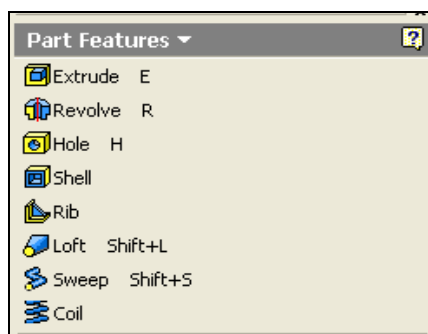 Part Features
Extrude E
Revolve R
Hole H
Shell
Rib
Loft Shift+L
Sweep Shift+S
Coil